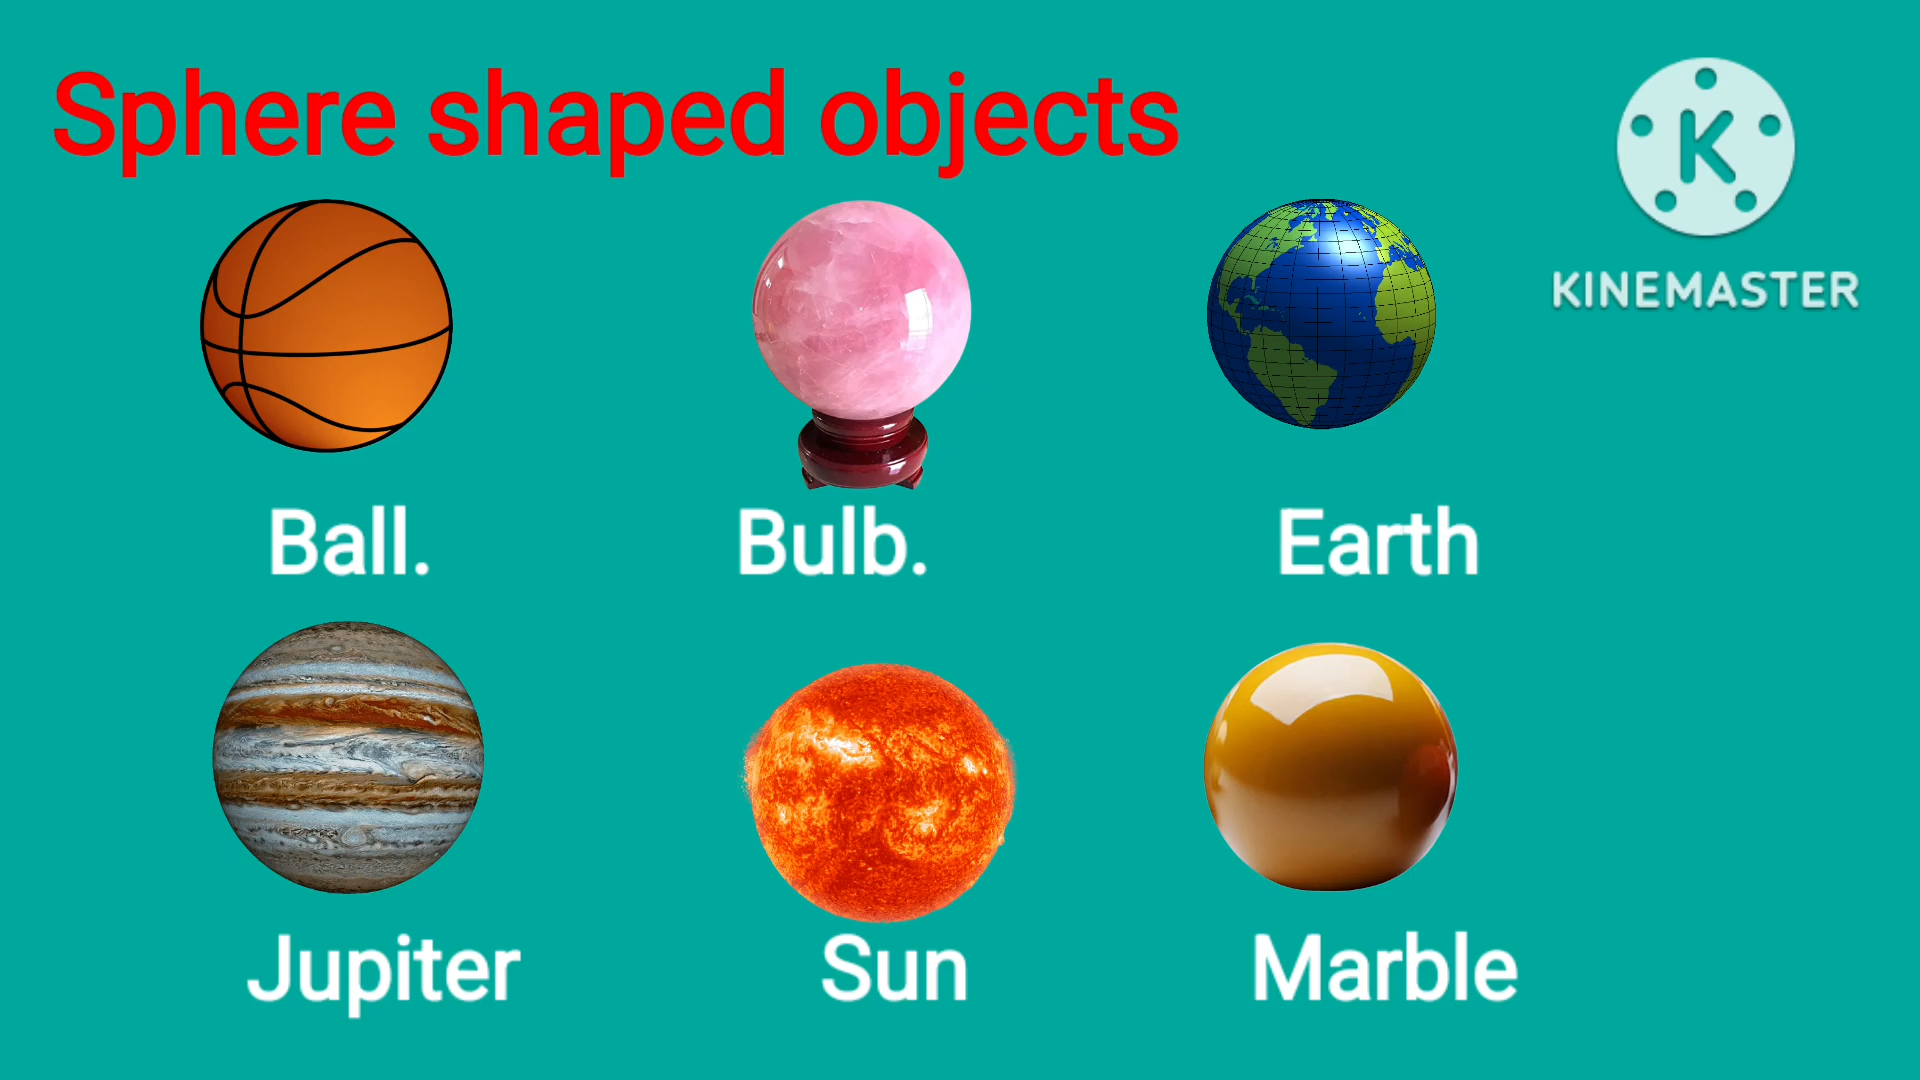 Sphere shaped objects
K
KINEMASTER
Ball.
Bulb.
Earth
Jupiter
Sun
Marble